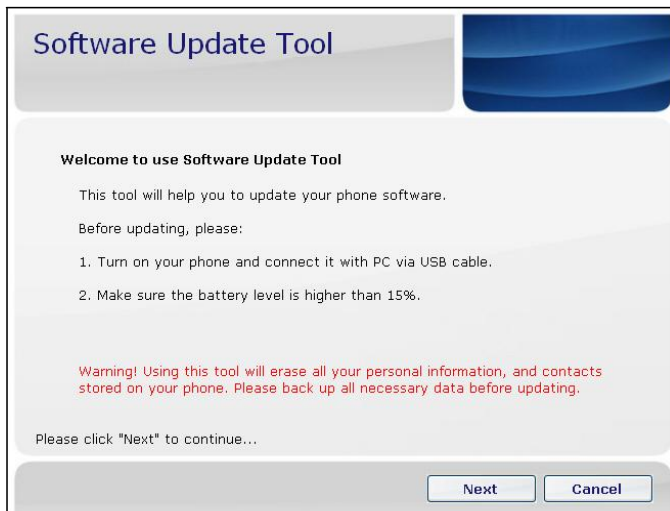 Software Update Tool
Welcome to use Software Update Tool
This tool will help you to update your phone software.
Before updating, please:
1. Turn on your phone and connect it with PC via USB cable.
2. Make sure the battery level is higher than 15%.
Warning! Using this tool will erase all your personal information, and contacts
stored on your phone. Please back up all necessary data before updating.
Please click "Next" to continue...
Next
Cancel